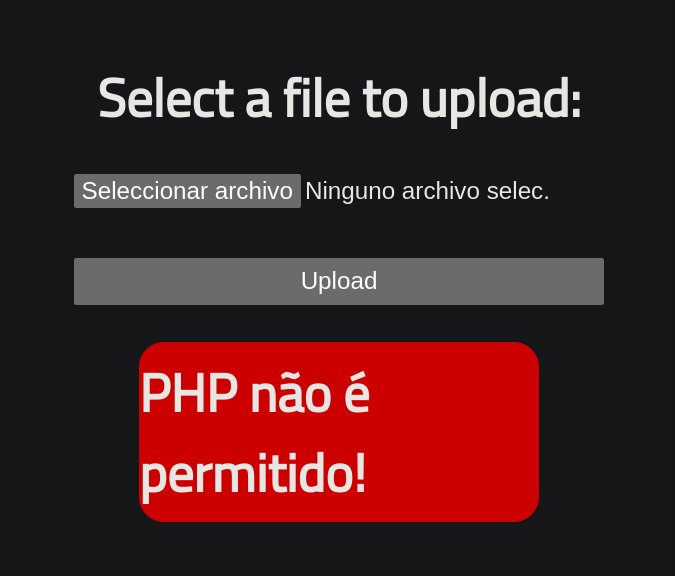 Select a file to upload:
Seleccionar archivo Ninguno archivo selec.
Upload
PHP não é
permitido!